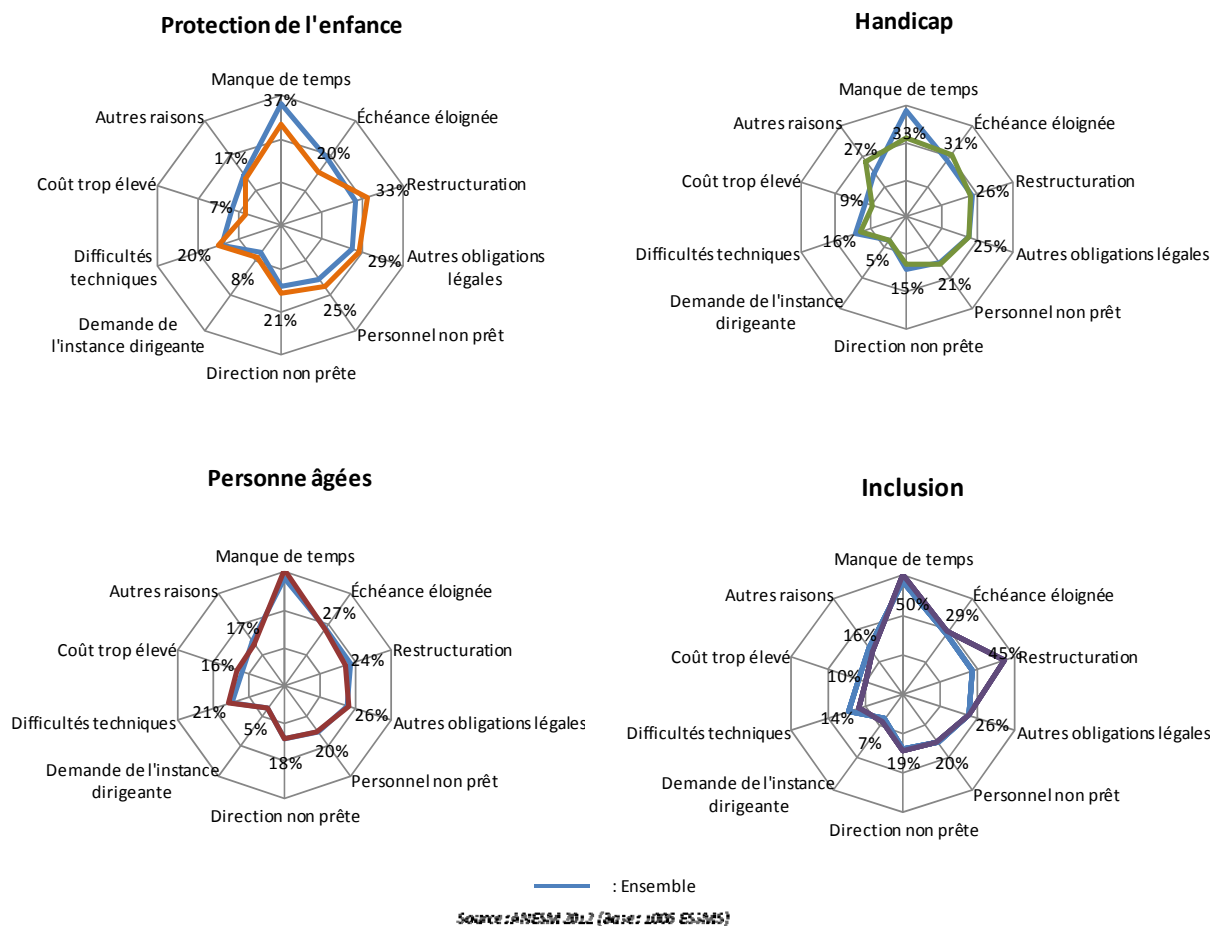 Protection de l'enfance
Manque de temps
37%
Autres raisons
Échéance éloignée
17%
20%
Coût trop élevé
Restructuration
7%
33%
Difficultés
techniques
20%
29%
Autres obligations
légales
8%
25%
Demande de
l'instance dirigeante
21%
Personnel non prêt
Direction non prête
Handicap
Manque de temps
33%
Autres raisons
Échéance éloignée
27%
31%
Coût trop élevé
Restructuration
9%
26%
Difficultés techniques
16%
25%
Autres obligations légales
5%
21%
Demande de l'instance
dirigeante
15%
Personnel non prêt
Direction non prête
Personne âgées
Manque de temps
Autres raisons
Échéance éloignée
17%
27%
Coût trop élevé
Restructuration
16%
24%
Difficultés techniques
21%
26%
Autres obligations légales
5%
20%
Demande de l'instance
dirigeante
18%
Personnel non prêt
Direction non prête
Inclusion
Manque de temps
50%
Autres raisons
Échéance éloignée
16%
29%
Coût trop élevé
Restructuration
10%
45%
Difficultés techniques
14%
26%
Autres obligations légales
7%
20%
Demande de l'instance
dirigeante
19%
Personnel non prêt
Direction non prête
: Ensemble
Source : ANESM 2012 (Base : ESSMS)